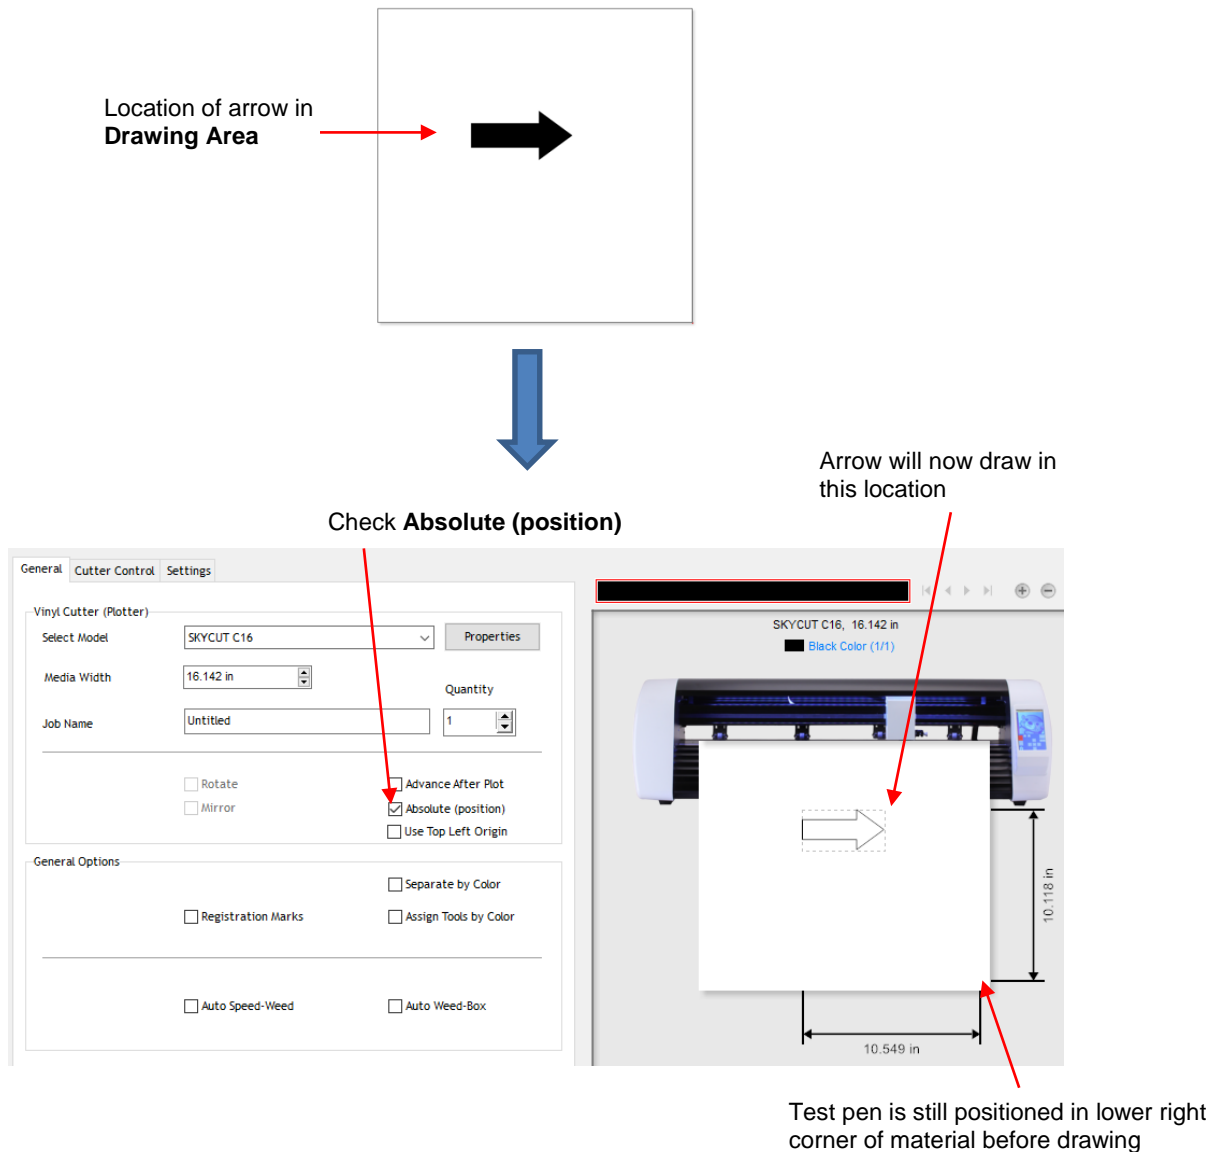 Location of arrow in
Drawing Area
Arrow will now draw in
this location
Check Absolute (position)
General Cutter Control Settings
Vinyl Cutter (Plotter)
Select Model SKYCUT C16 Properties
Media Width 16.142 in
Quantity
Job Name Untitled 1
Rotate Advance After Plot
Mirror Absolute (position)
Use Top Left Origin
General Options
Separate by Color
Registration Marks Assign Tools by Color
Auto Speed-Weed Auto Weed-Box
SKYCUT C16, 16.142 in
Black Color (1/1)
10.118 in
10.549 in
Test pen is still positioned in lower right
corner of material before drawing